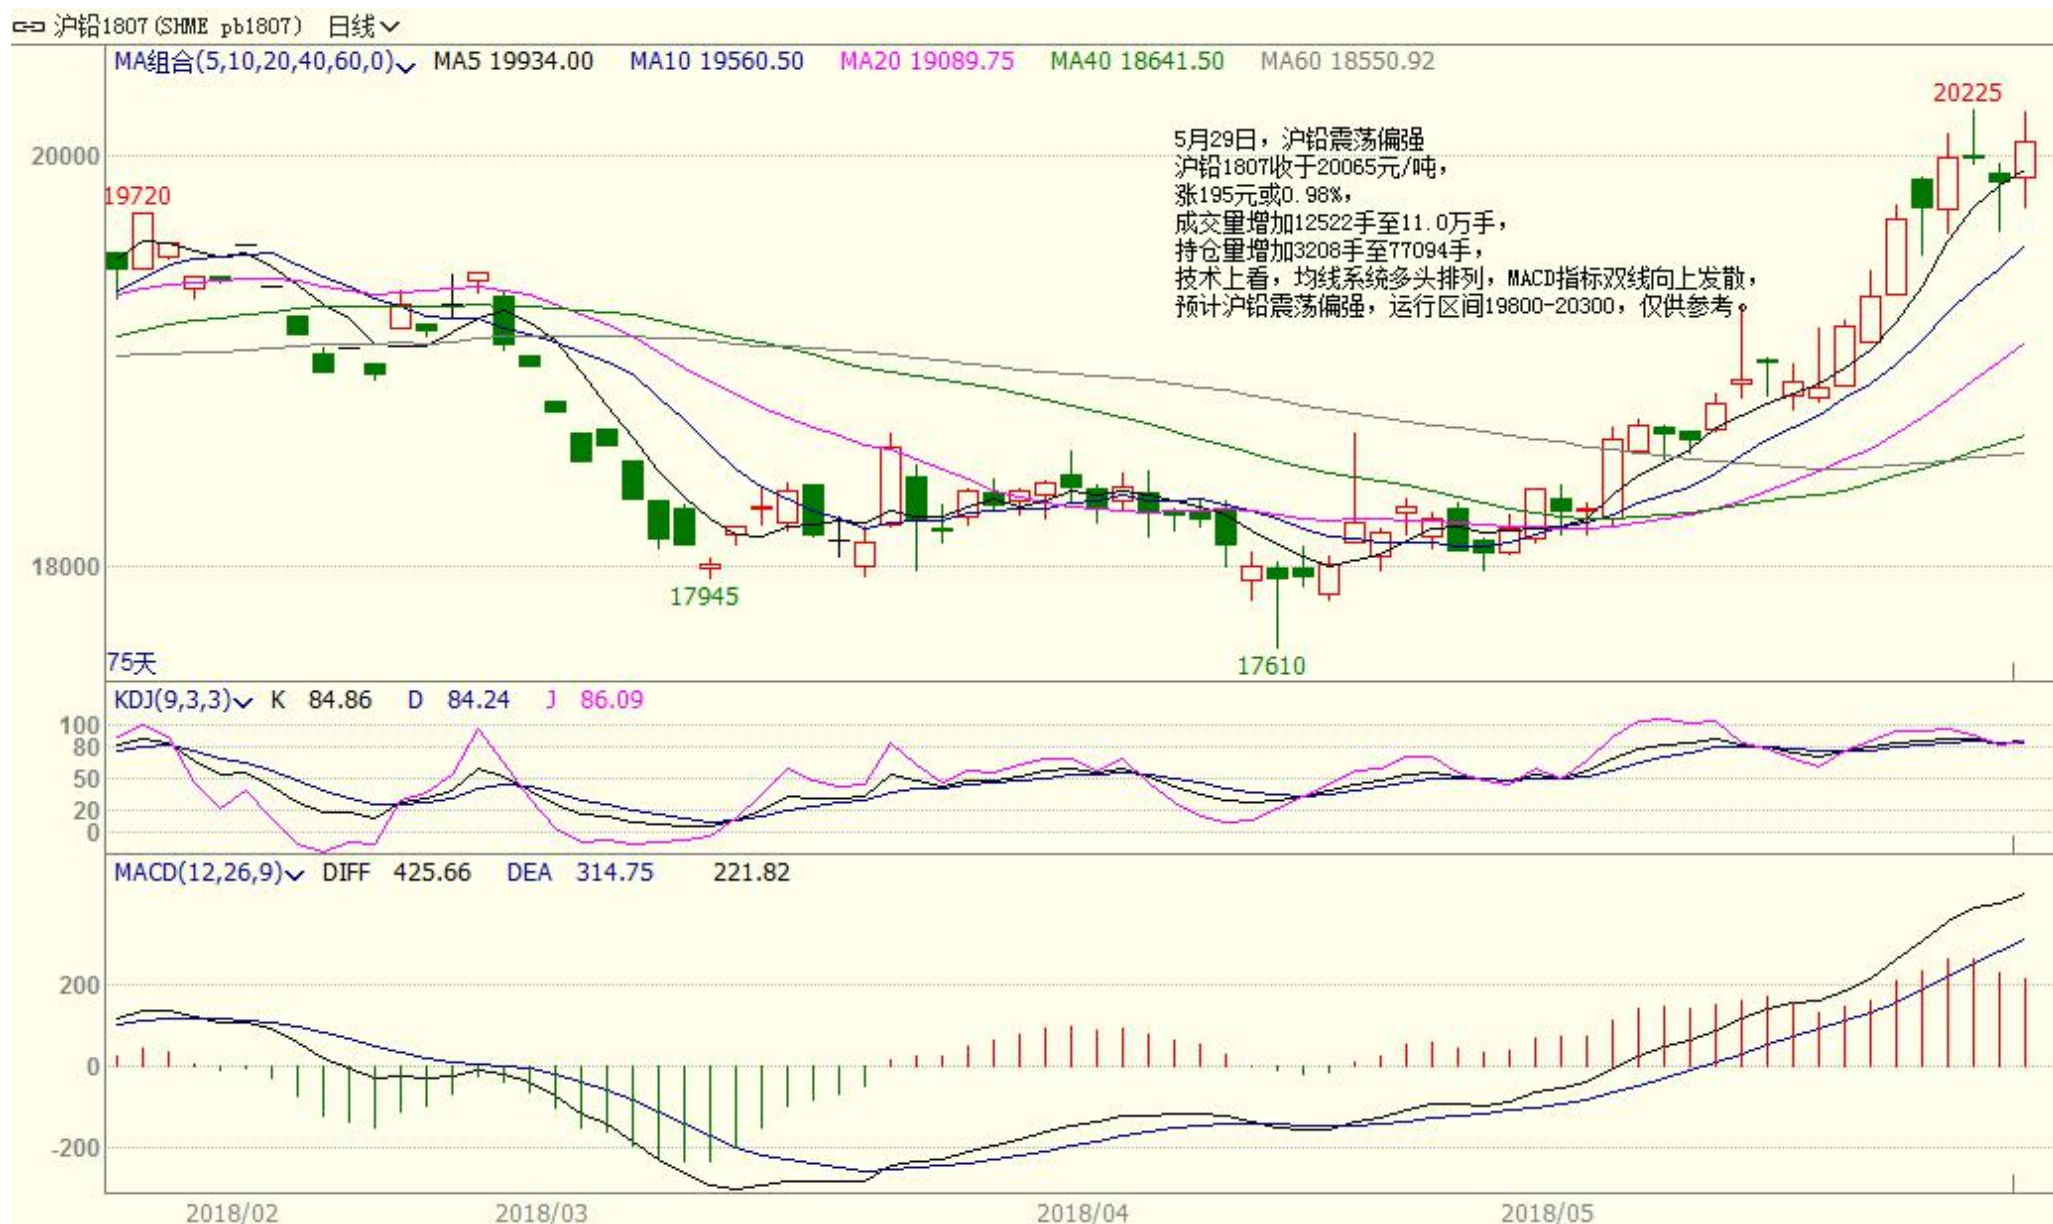 沪铅1807(SHME pb1807) 日线
MA组合(5,10,20,40,60,0) MA5 19934.00 MA10 19560.50 MA20 19089.75 MA40 18641.50 MA60 18550.92
20225
5月29日，沪铅震荡偏强
20000
沪铅1807收于20065元/吨，
19720
涨195元或0.98%，
成交量增加12522手至11.0万手，
持仓量增加3208手至77094手，
技术上看，均线系统多头排列，MACD指标双线向上发散，
预计沪铅震荡偏强，运行区间19800-20300，仅供参考。
18000
17945
17610
75天
KDJ(9,3,3) K 84.86 D 84.24 J 86.09
100
80
50
20
0
MACD(12,26,9) DIFF 425.66 DEA 314.75 221.82
200
0
-200
2018/02 2018/03 2018/04 2018/05